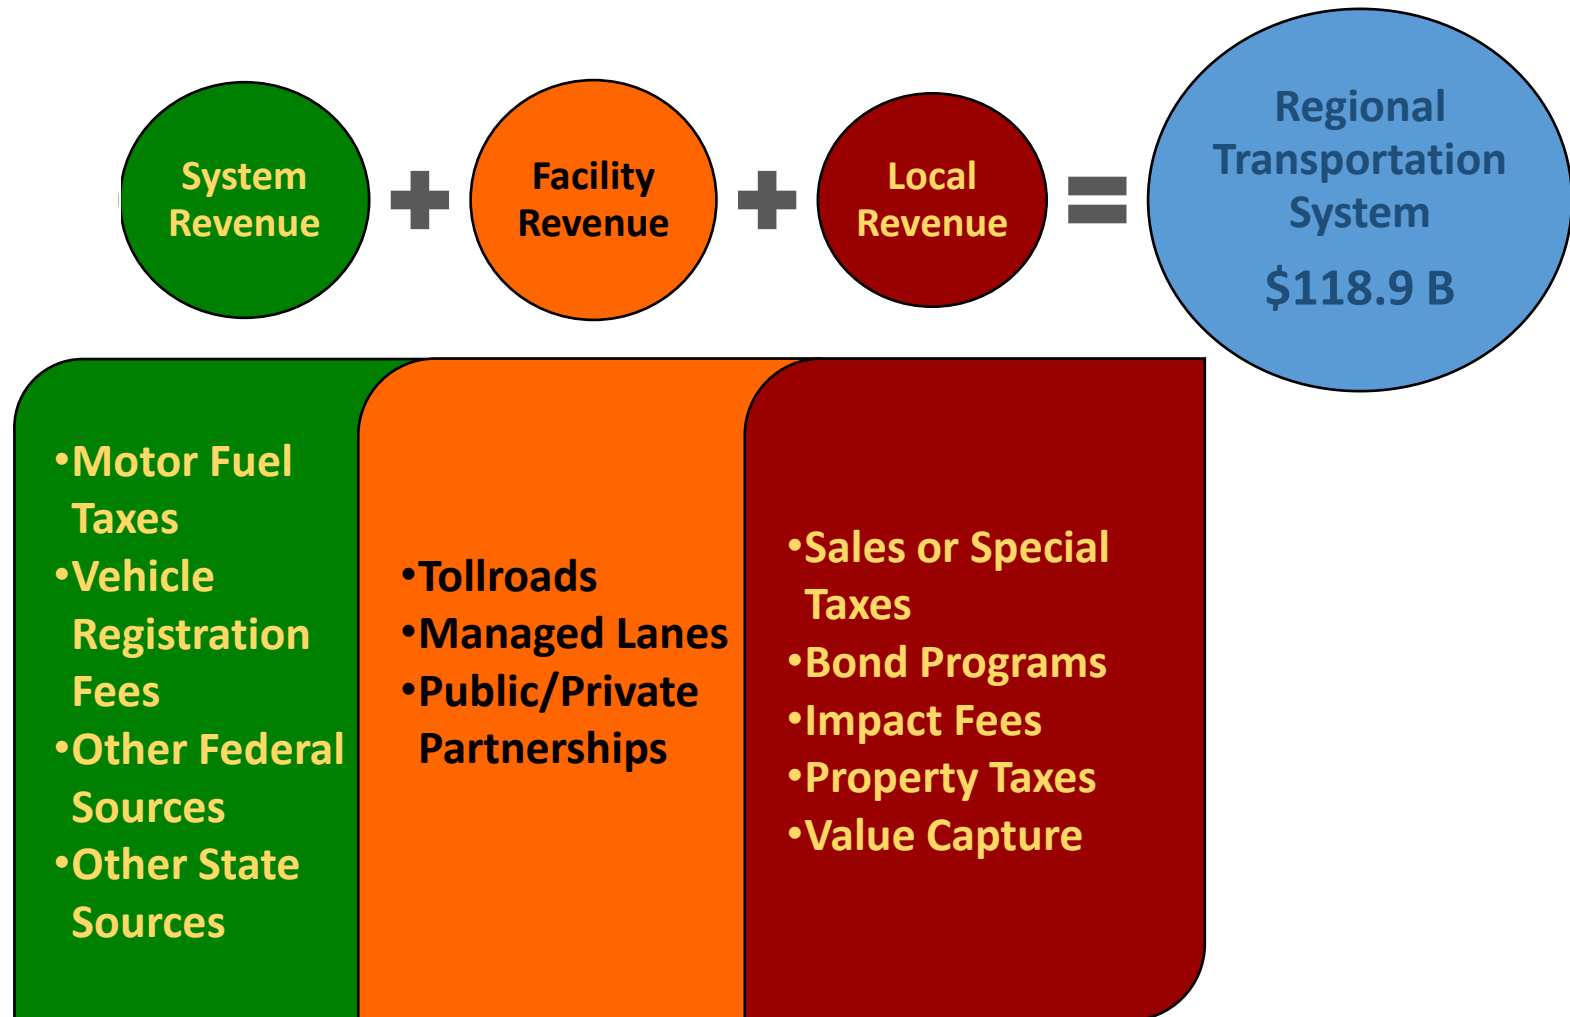 System
Revenue
Facility
Revenue
Local
Revenue
Regional
Transportation
System
$118.9 B
•Motor Fuel
Taxes
•Vehicle
Registration
Fees
•Other Federal
Sources
•Other State
Sources
•Tollroads
•Managed Lanes
•Public/Private
Partnerships
•Sales or Special
Taxes
•Bond Programs
•Impact Fees
•Property Taxes
•Value Capture